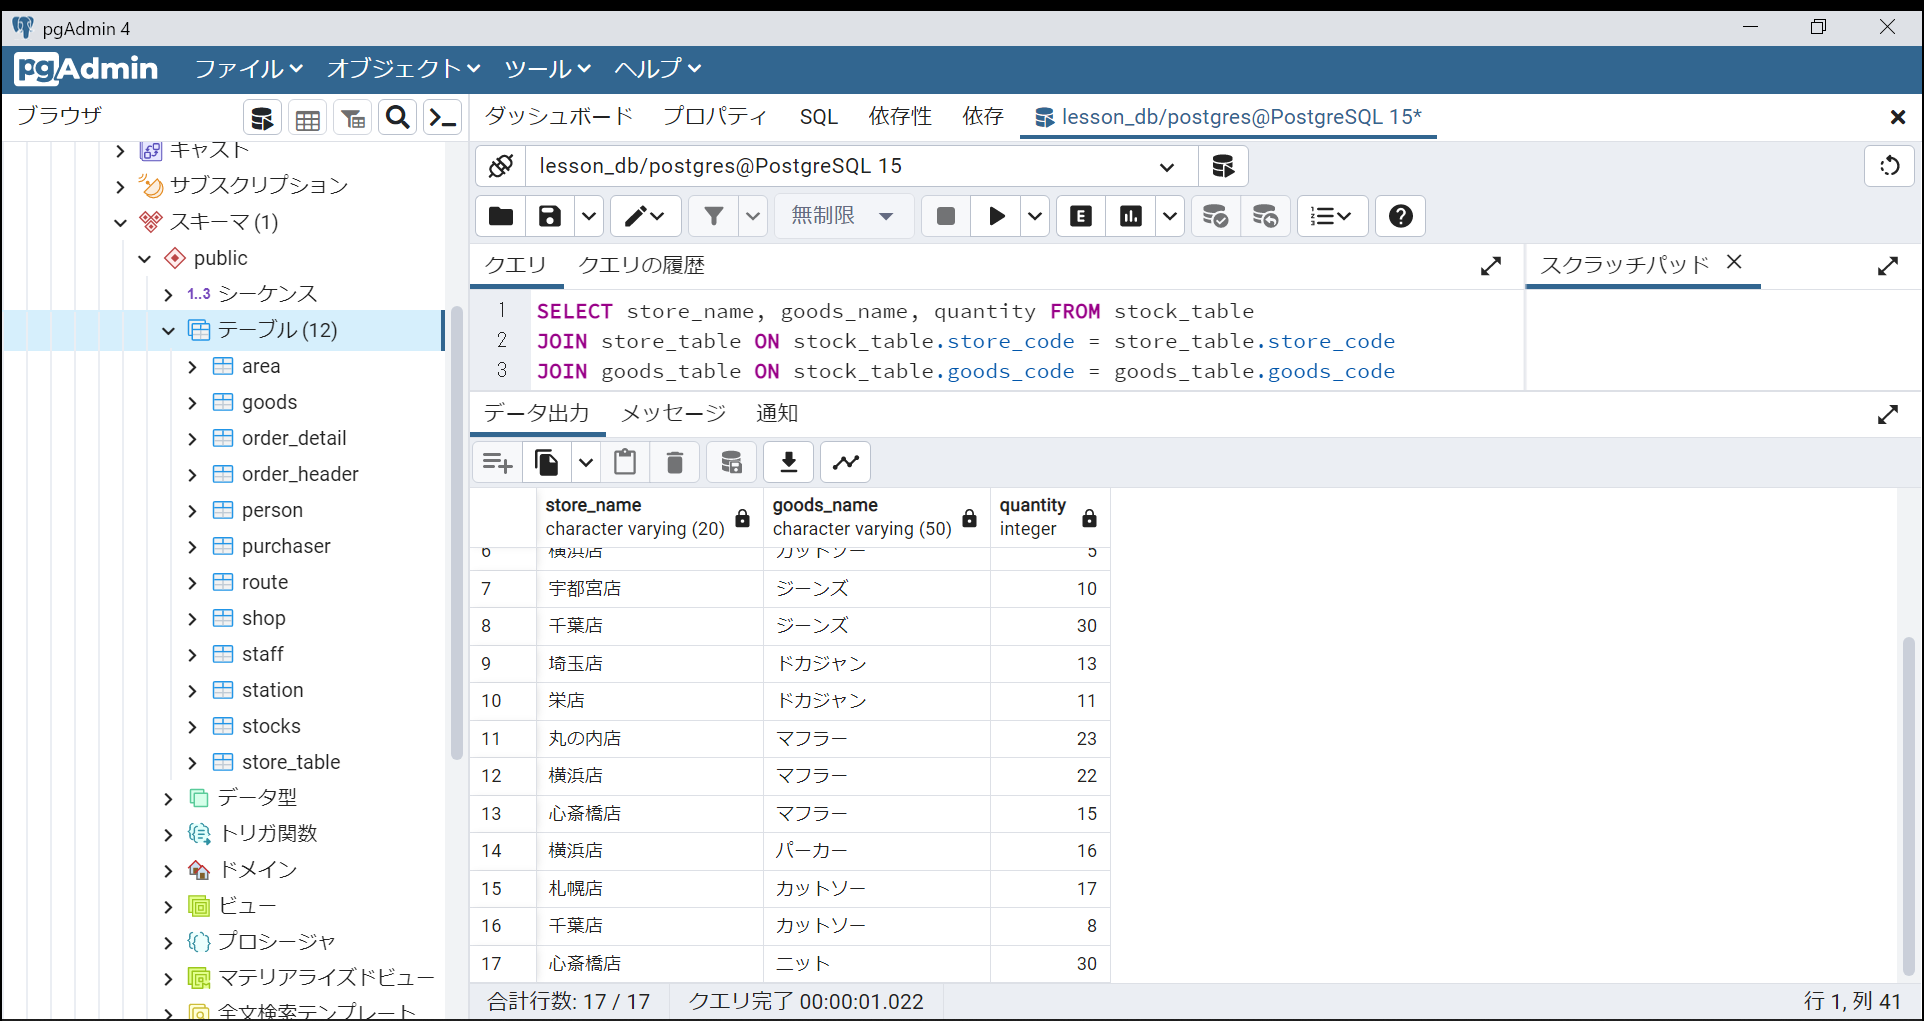 pgAdmin 4
pgAdmin ファイル オブジェクト ツール ヘルプ
ブラウザ
ダッシュボード プロパティ SQL 依存性 依存 lesson_db/postgres@PostgreSQL 15*
キャスト
サブスクリプション
スキーマ (1)
public
1..3 シーケンス
テーブル (12)
area
goods
order_detail
order_header
person
purchaser
route
shop
staff
station
stocks
store_table
データ型
トリガ関数
ドメイン
ビュー
プロシージャ
マテリアライズドビュー
全文検索テンプレート
lesson_db/postgres@PostgreSQL 15
無制限
E
クエリ クエリの履歴
スクラッチパッド
1 SELECT store_name, goods_name, quantity FROM stock_table
2 JOIN store_table ON stock_table.store_code = store_table.store_code
3 JOIN goods_table ON stock_table.goods_code = goods_table.goods_code
データ出力 メッセージ 通知
store_name goods_name quantity
character varying (20) character varying (50) integer
6 横浜店 カットソー 5
7 宇都宮店 ジーンズ 10
8 千葉店 ジーンズ 30
9 埼玉店 ドカジャン 13
10 栄店 ドカジャン 11
11 丸の内店 マフラー 23
12 横浜店 マフラー 22
13 心斎橋店 マフラー 15
14 横浜店 パーカー 16
15 札幌店 カットソー 17
16 千葉店 カットソー 8
17 心斎橋店 ニット 30
合計行数: 17 / 17 クエリ完了 00:00:01.022 行 1, 列 41